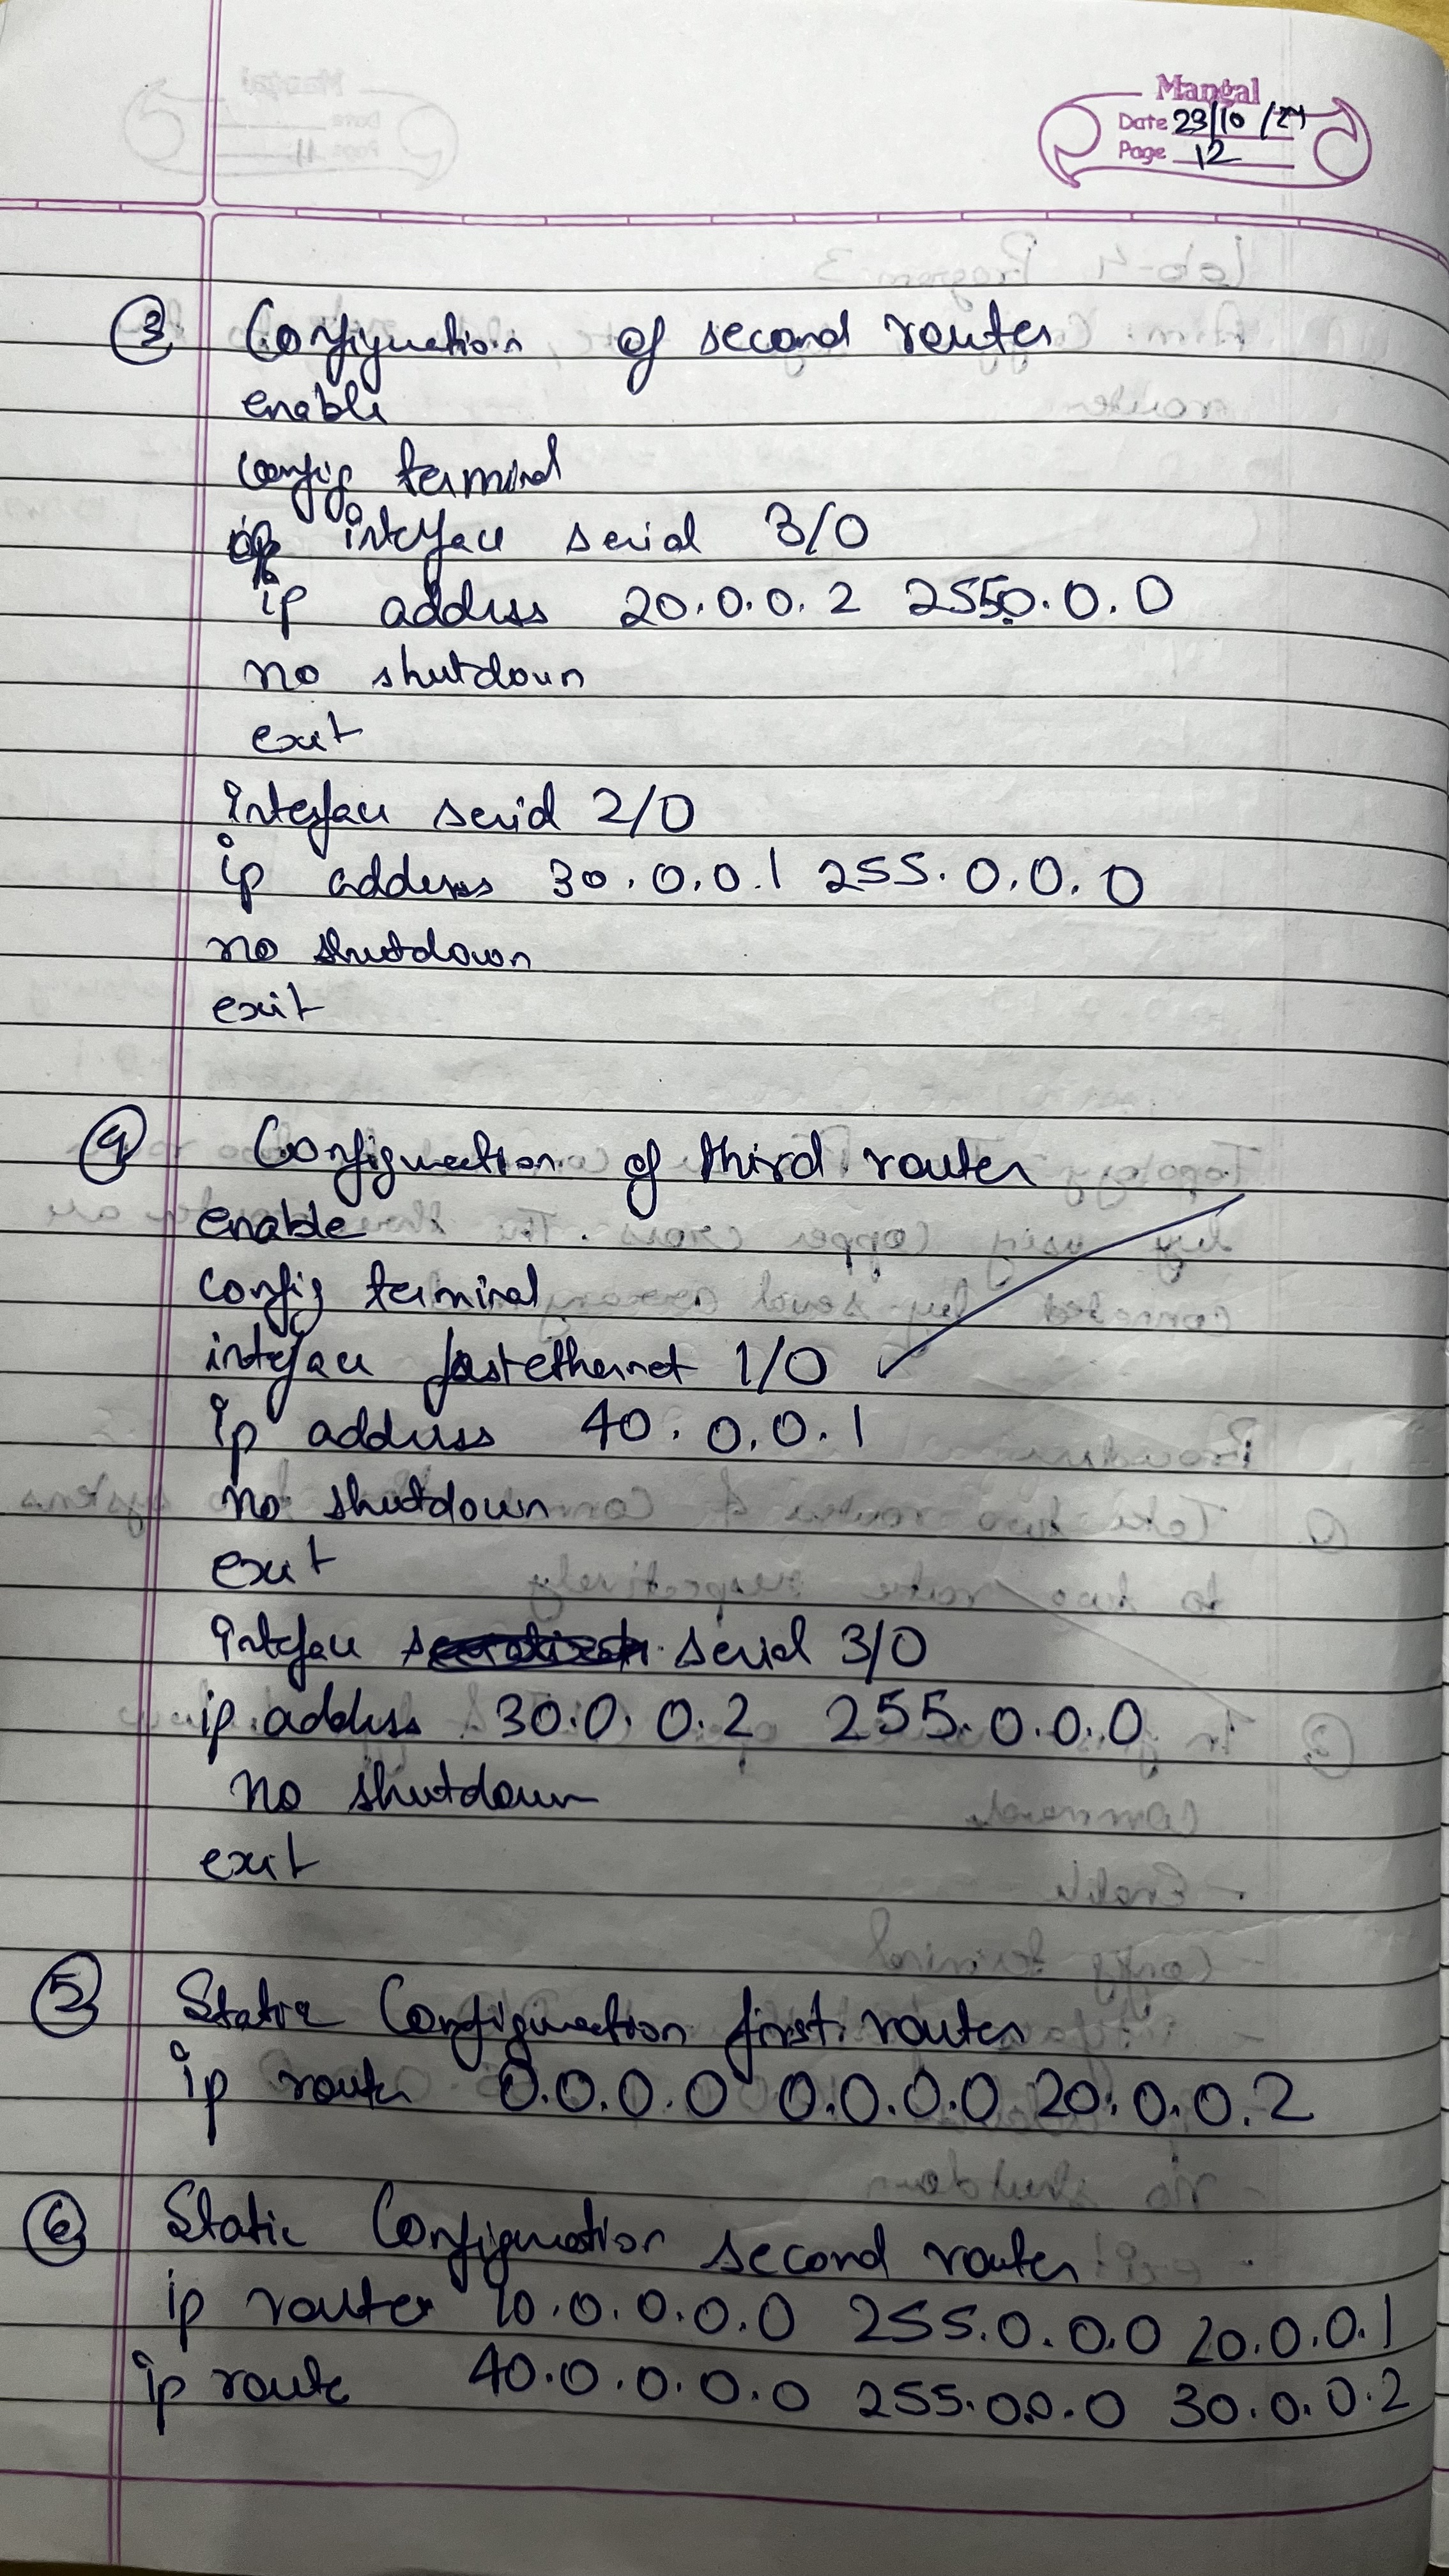 Mangal
Date 23/10/24
Page 12
③ Configuration of second router
enable
config terminal
interface serial 3/0
ip address 20.0.0.2 2550.0.0
no shutdown
exit
interface serial 2/0
ip address 30.0.0.1 255.0.0.0
no shutdown
exit
④ Configuration of third router
enable
config terminal
interface fastethernet 1/0
ip address 40.0.0.1
no shutdown
exit
interface serial 3/0
ip address 30.0.0.2 255.0.0.0
no shutdown
exit
⑤ Static Configuration first router
ip router 0.0.0.0 0.0.0.0 20.0.0.2
⑥ Static Configuration second router
ip router 10.0.0.0.0 255.0.0.0 20.0.0.1
ip route 40.0.0.0.0 255.0.0.0 30.0.0.2